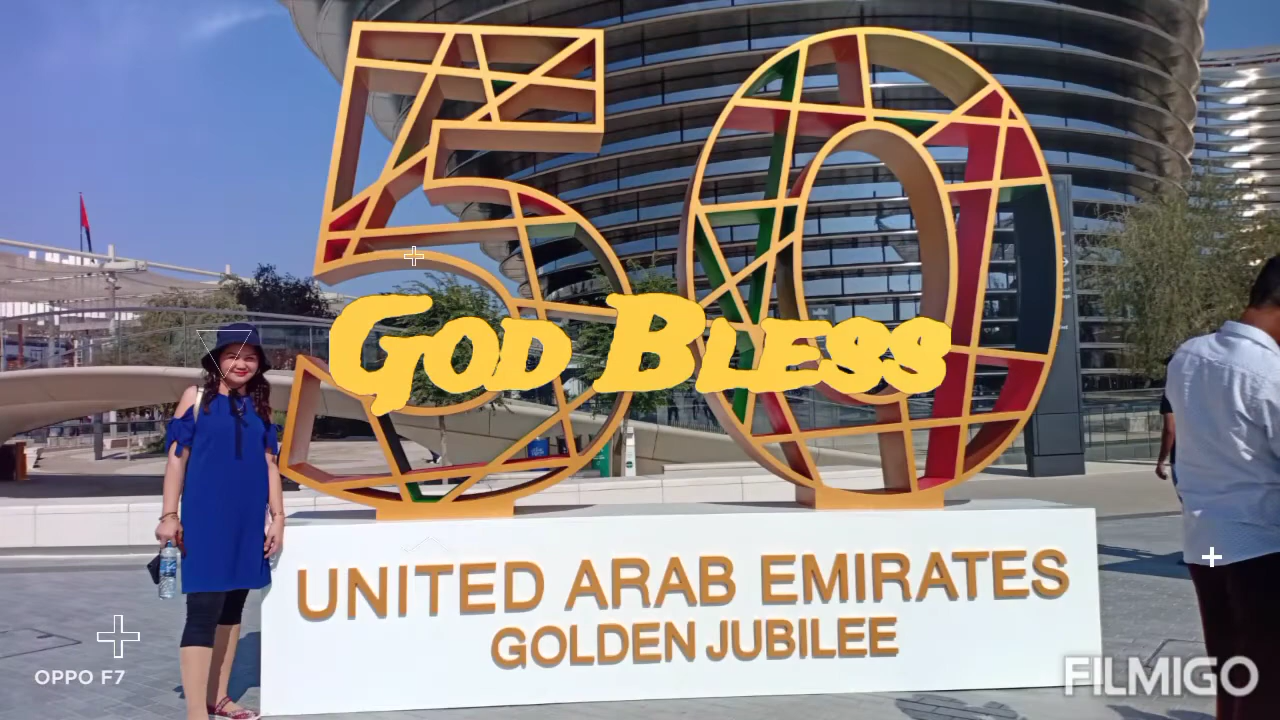 50
GOD BLESS
UNITED ARAB EMIRATES
GOLDEN JUBILEE
OPPO F7
FILMIGO